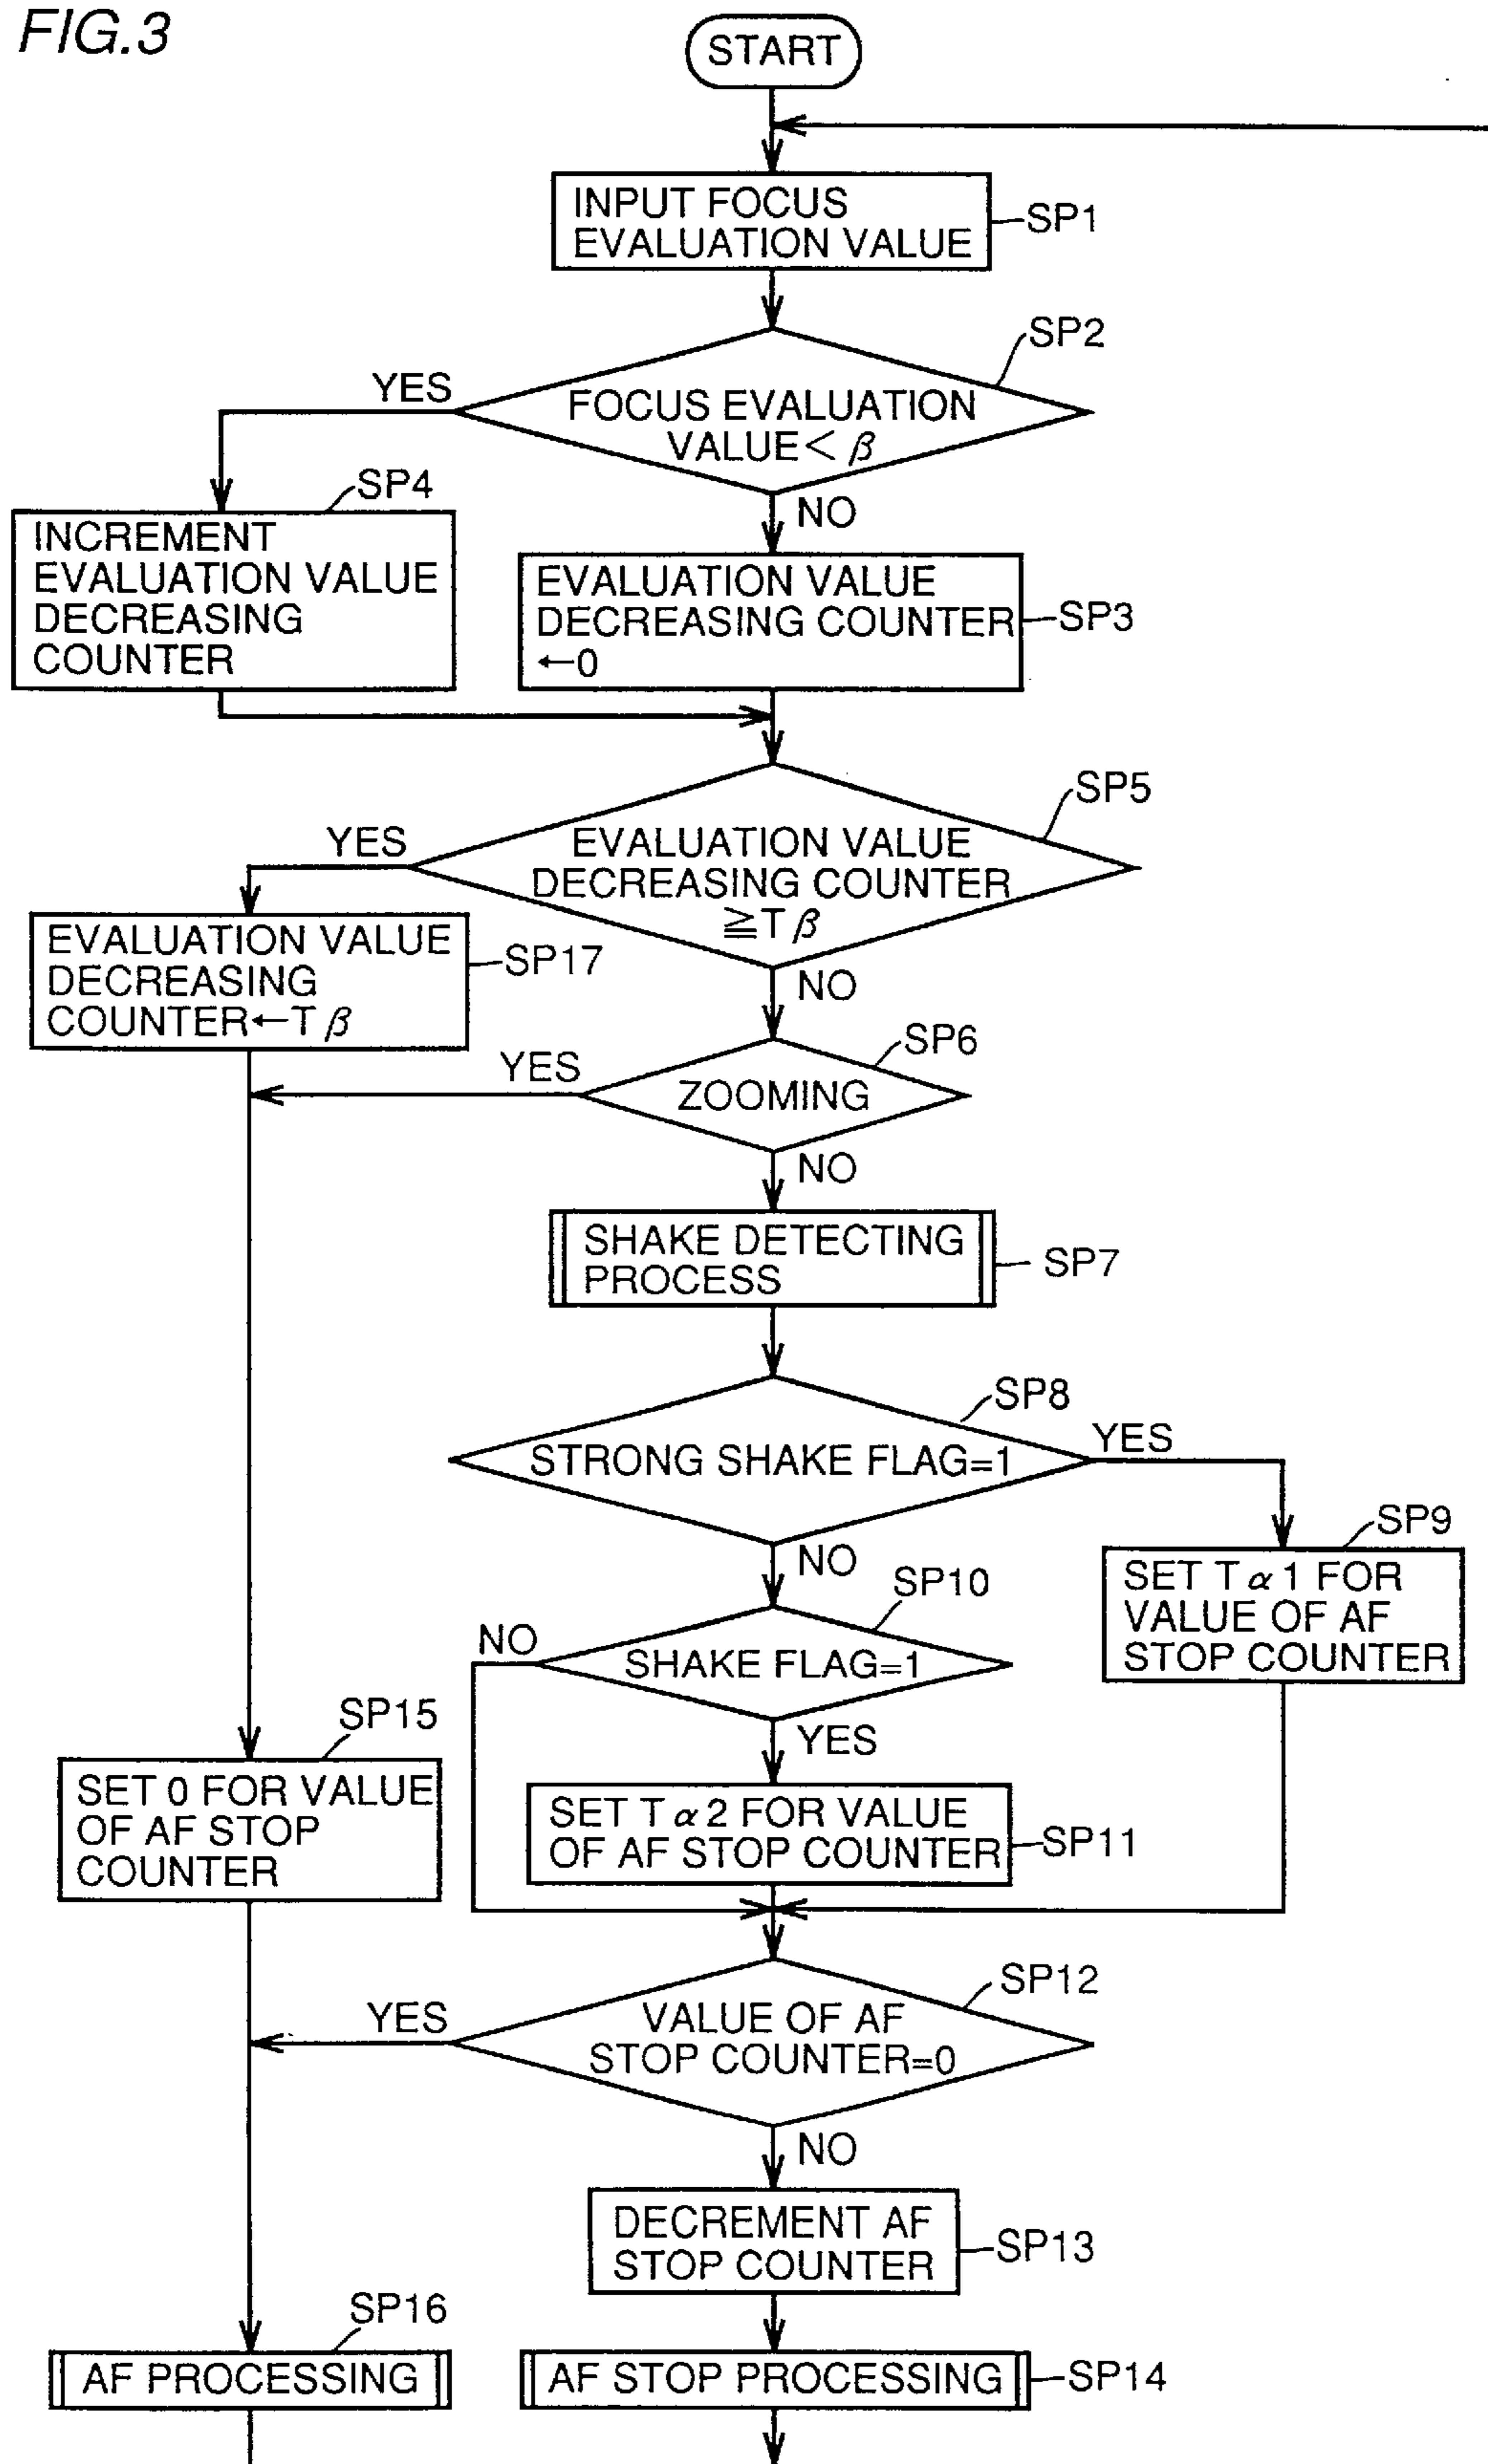 FIG.3
START
INPUT FOCUS
EVALUATION VALUE
SP1
SP2
YES
FOCUS EVALUATION
VALUE< β
NO
SP4
INCREMENT
EVALUATION VALUE
DECREASING
COUNTER
EVALUATION VALUE
DECREASING COUNTER
←0
SP3
SP5
YES
EVALUATION VALUE
DECREASING COUNTER
≧Tβ
NO
EVALUATION VALUE
DECREASING
COUNTER←Tβ
SP17
SP6
YES
ZOOMING
NO
SHAKE DETECTING
PROCESS
SP7
SP8
STRONG SHAKE FLAG=1
YES
NO
SP9
SET Tα1 FOR
VALUE OF AF
STOP COUNTER
SP10
NO
SHAKE FLAG=1
YES
SP15
SET 0 FOR VALUE
OF AF STOP
COUNTER
SET Tα2 FOR VALUE
OF AF STOP COUNTER
SP11
SP12
YES
VALUE OF AF
STOP COUNTER=0
NO
DECREMENT AF
STOP COUNTER
SP13
SP16
AF PROCESSING
AF STOP PROCESSING
SP14